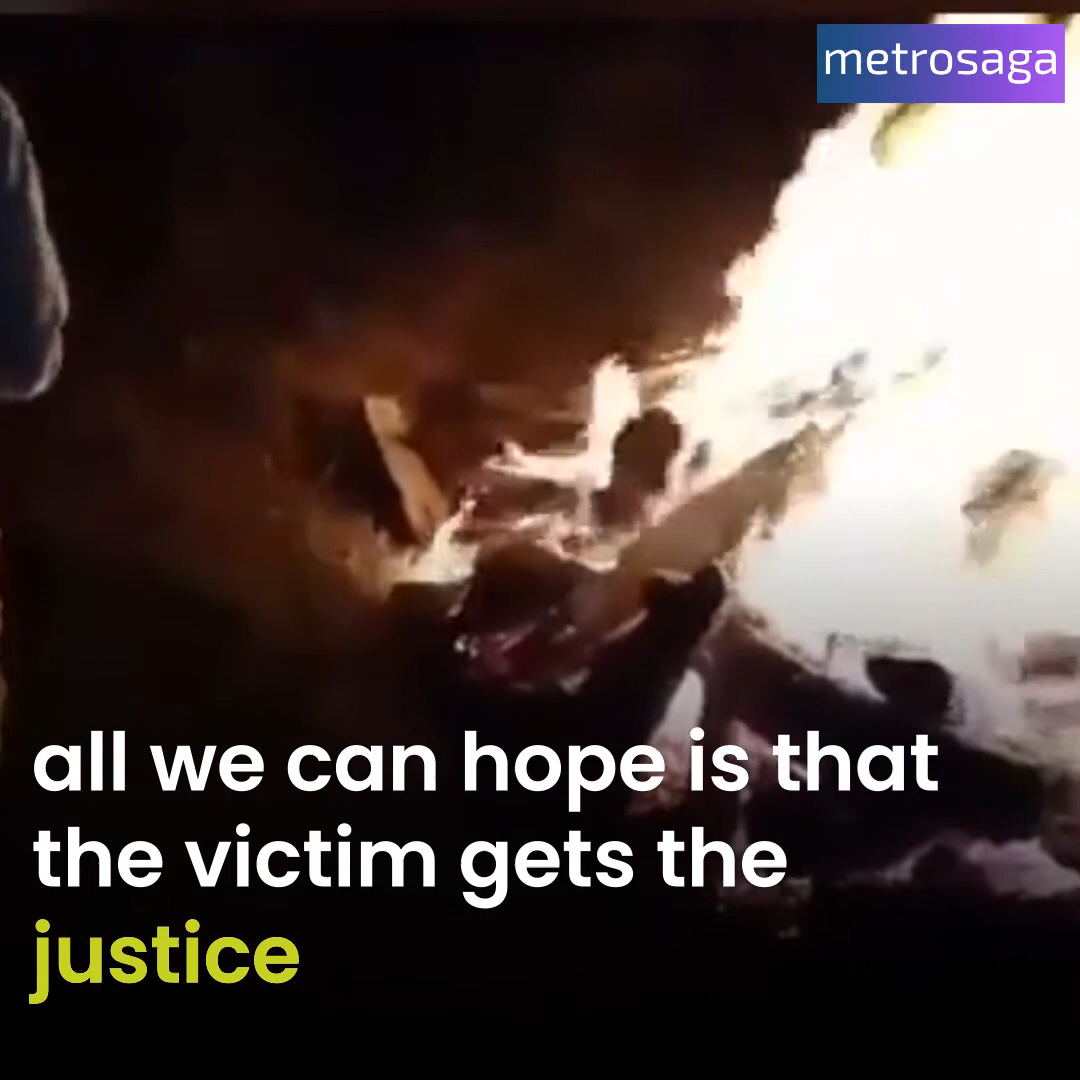 metrosaga
all we can hope is that
the victim gets the
justice